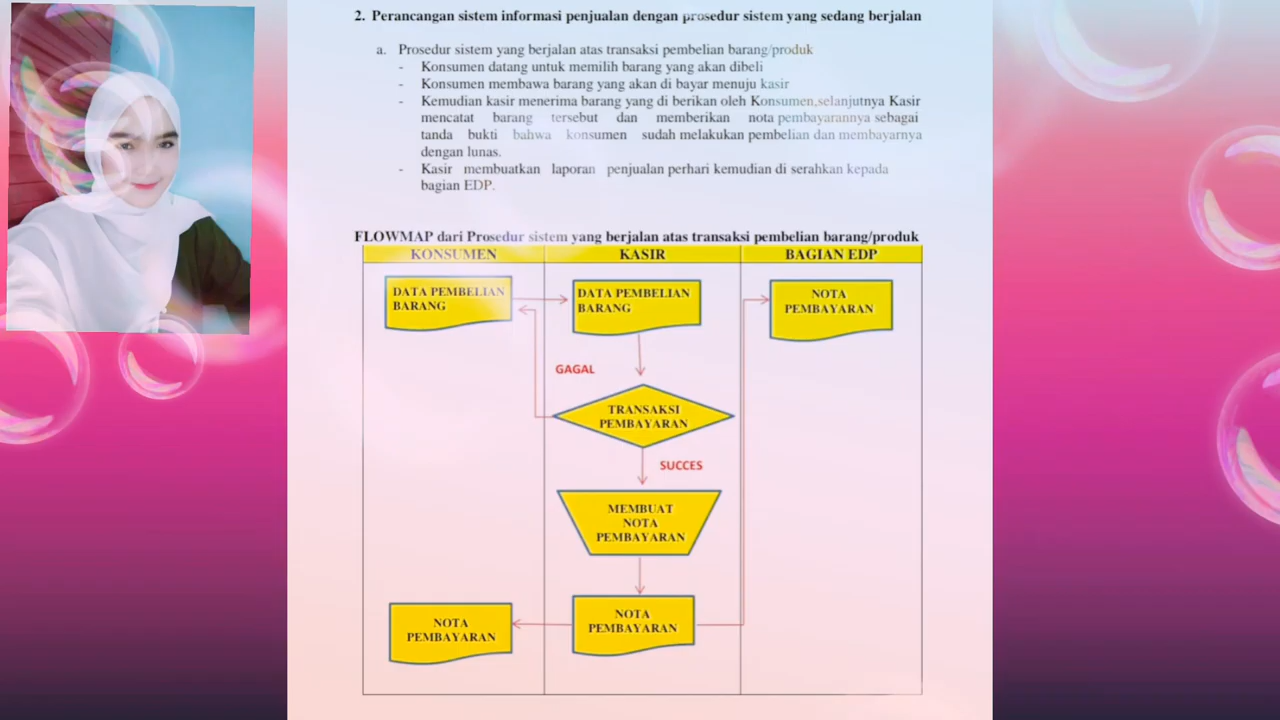 2. Perancangan sistem informasi penjualan dengan prosedur sistem yang sedang berjalan
a. Prosedur sistem yang berjalan atas transaksi pembelian barang/produk
- Konsumen datang untuk memilih barang yang akan dibeli
- Konsumen membawa barang yang akan di bayar menuju kasir
- Kemudian kasir menerima barang yang di berikan oleh Konsumen,selanjutnya Kasir
mencatat barang tersebut dan memberikan nota pembayarannya sebagai
tanda bukti bahwa konsumen sudah melakukan pembelian dan membayarnya
dengan lunas.
- Kasir membuatkan laporan penjualan perhari kemudian di serahkan kepada
bagian EDP.
FLOWMAP dari Prosedur sistem yang berjalan atas transaksi pembelian barang/produk
KONSUMEN KASIR BAGIAN EDP
DATA PEMBELIAN
BARANG
DATA PEMBELIAN
BARANG
NOTA
PEMBAYARAN
GAGAL
TRANSAKSI
PEMBAYARAN
SUCCES
MEMBUAT
NOTA
PEMBAYARAN
NOTA
PEMBAYARAN
NOTA
PEMBAYARAN